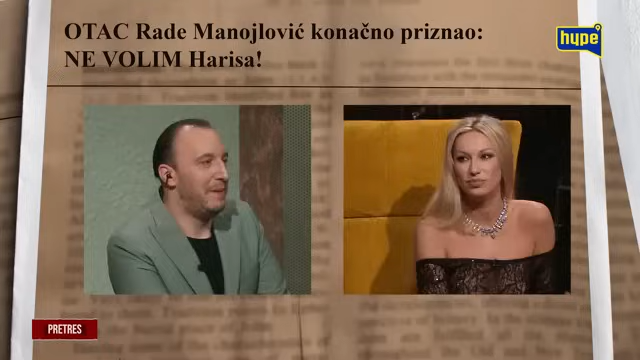 OTAC Rade Manojlović konačno priznao:
NE VOLIM Harisa!
hype
PRETRES